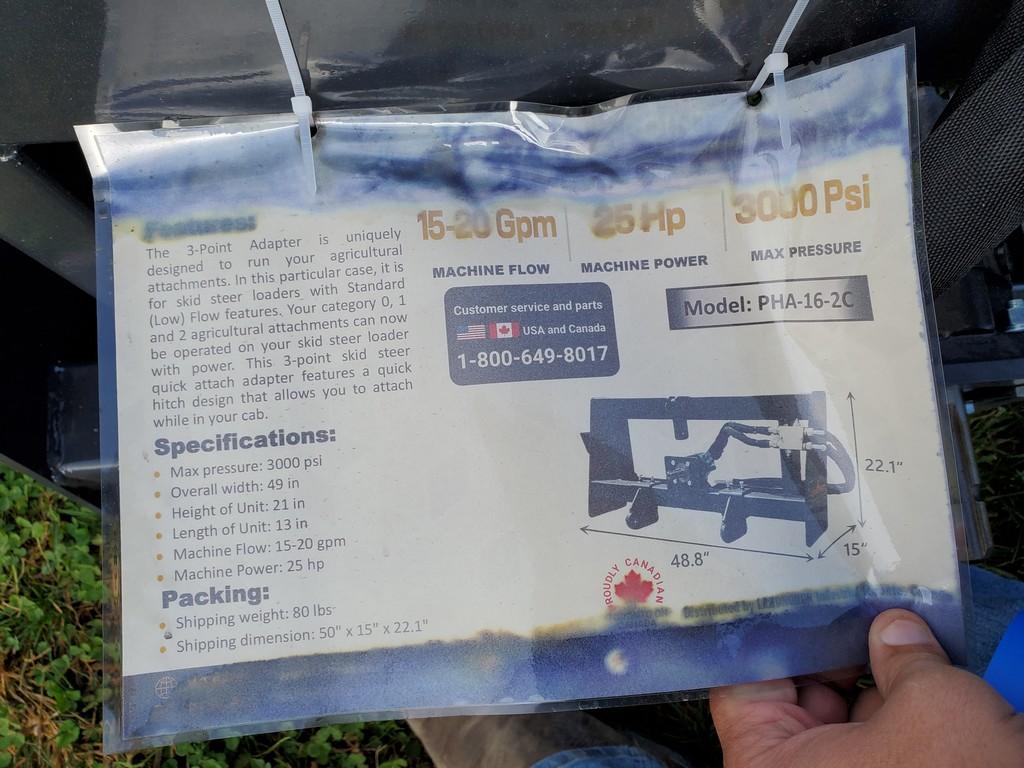 Features:
The 3-Point Adapter is uniquely
designed to run your agricultural
attachments. In this particular case, it is
for skid steer loaders with Standard
(Low) Flow features. Your category 0, 1
and 2 agricultural attachments can now
be operated on your skid steer loader
with power. This 3-point skid steer
quick attach adapter features a quick
hitch design that allows you to attach
while in your cab.
Specifications:
• Max pressure: 3000 psi
• Overall width: 49 in
• Height of Unit: 21 in
• Length of Unit: 13 in
• Machine Flow: 15-20 gpm
• Machine Power: 25 hp
Packing:
• Shipping weight: 80 lbs
• Shipping dimension: 50" x 15" x 22.1"
15-20 Gpm
MACHINE FLOW
25 Hp
MACHINE POWER
3000 Psi
MAX PRESSURE
Customer service and parts
USA and Canada
1-800-649-8017
Model: PHA-16-2C
22.1"
15"
48.8"
PROUDLY CANADIAN
Distributed by